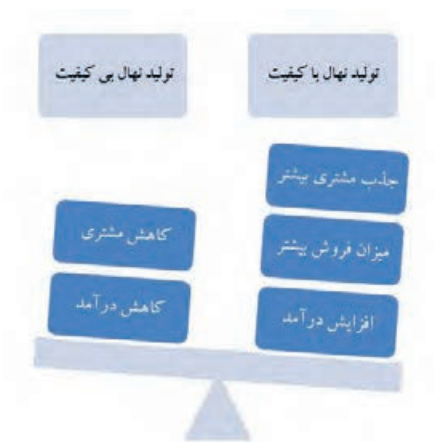 تولید نهال با کیفیت
تولید نهال بی کیفیت
جذب مشتری بیشتر
میزان فروش بیشتر
افزایش درآمد
کاهش مشتری
کاهش درآمد